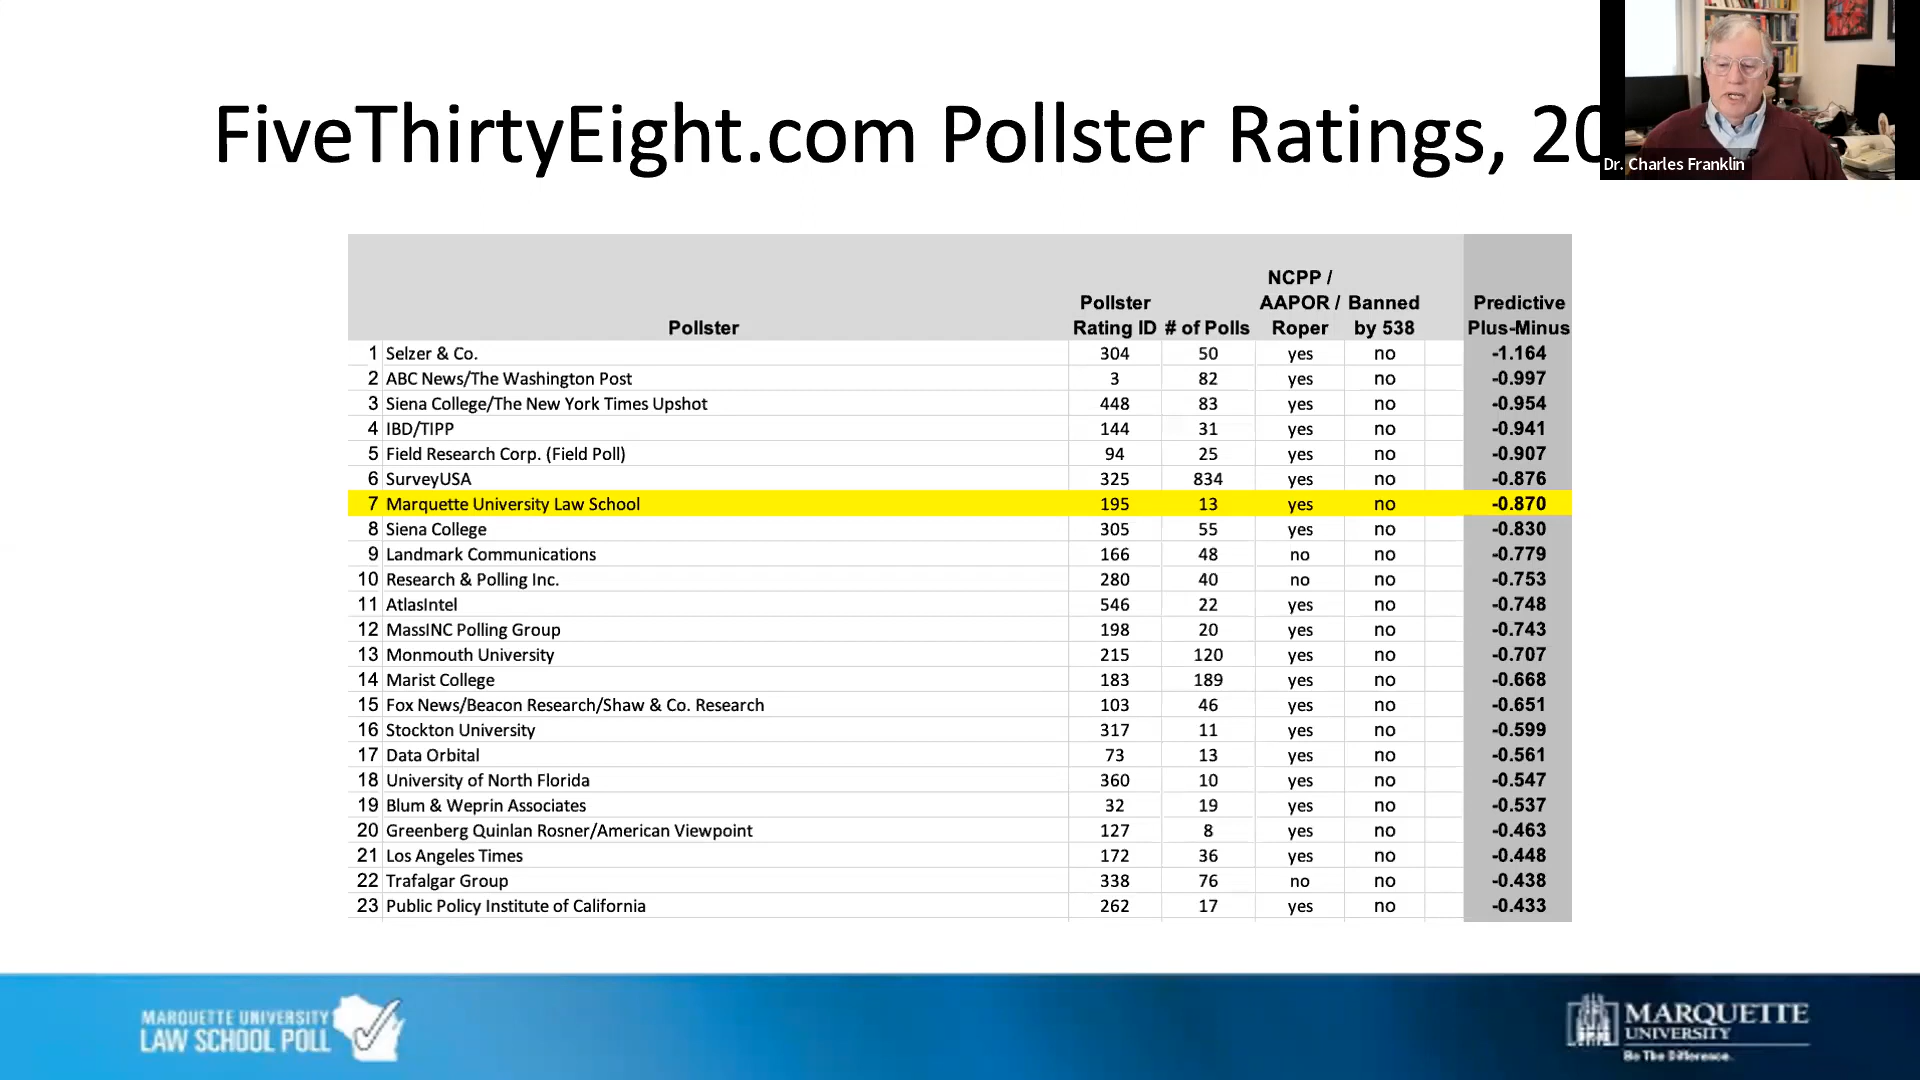 FiveThirtyEight.com Pollster Ratings, 20
Dr. Charles Franklin
Pollster Pollster Rating ID # of Polls NCPP / AAPOR / Roper Banned by 538 Predictive Plus-Minus
1 Selzer & Co. 304 50 yes no -1.164
2 ABC News/The Washington Post 3 82 yes no -0.997
3 Siena College/The New York Times Upshot 448 83 yes no -0.954
4 IBD/TIPP 144 31 yes no -0.941
5 Field Research Corp. (Field Poll) 94 25 yes no -0.907
6 SurveyUSA 325 834 yes no -0.876
7 Marquette University Law School 195 13 yes no -0.870
8 Siena College 305 55 yes no -0.830
9 Landmark Communications 166 48 no no -0.779
10 Research & Polling Inc. 280 40 no no -0.753
11 AtlasIntel 546 22 yes no -0.748
12 MassINC Polling Group 198 20 yes no -0.743
13 Monmouth University 215 120 yes no -0.707
14 Marist College 183 189 yes no -0.668
15 Fox News/Beacon Research/Shaw & Co. Research 103 46 yes no -0.651
16 Stockton University 317 11 yes no -0.599
17 Data Orbital 73 13 yes no -0.561
18 University of North Florida 360 10 yes no -0.547
19 Blum & Weprin Associates 32 19 yes no -0.537
20 Greenberg Quinlan Rosner/American Viewpoint 127 8 yes no -0.463
21 Los Angeles Times 172 36 yes no -0.448
22 Trafalgar Group 338 76 no no -0.438
23 Public Policy Institute of California 262 17 yes no -0.433
MARQUETTE UNIVERSITY
LAW SCHOOL POLL
MARQUETTE
UNIVERSITY
Be The Difference.